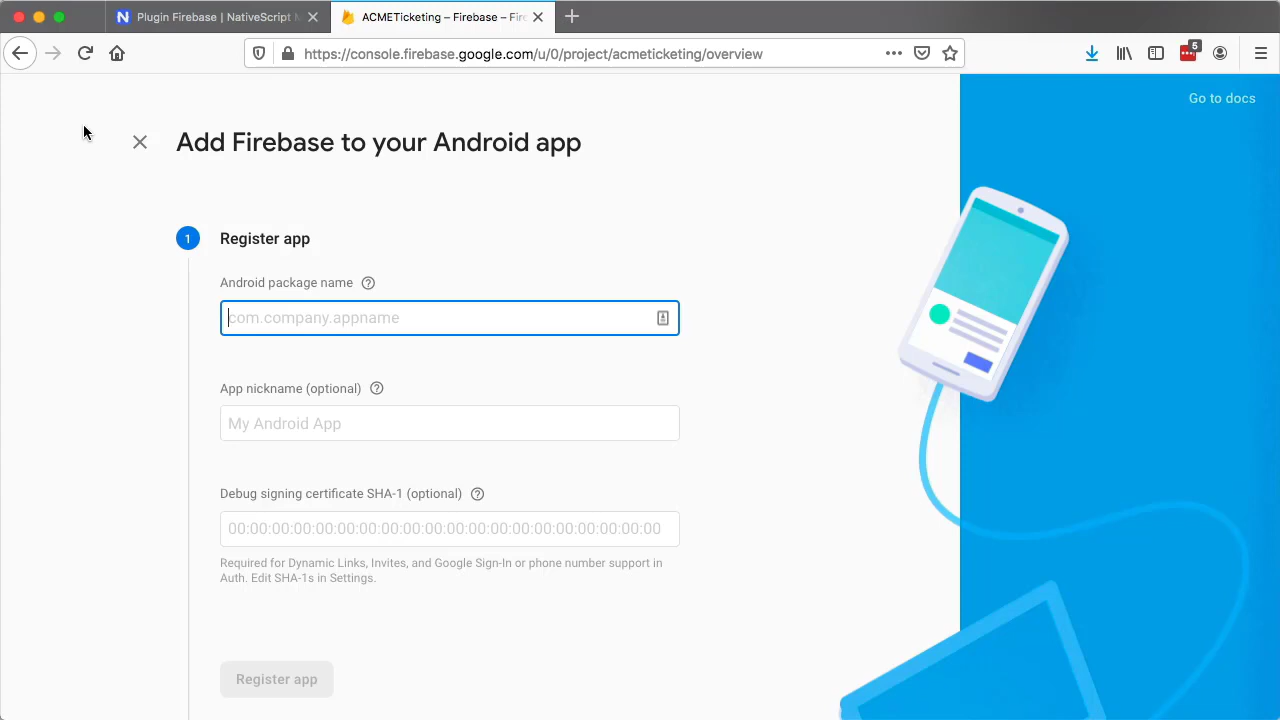 Plugin Firebase | NativeScript
ACMETicketing – Firebase – Fire
https://console.firebase.google.com/u/0/project/acmeticketing/overview
5
Go to docs
Add Firebase to your Android app
1
Register app
Android package name
com.company.appname
App nickname (optional)
My Android App
Debug signing certificate SHA-1 (optional)
00:00:00:00:00:00:00:00:00:00:00:00:00:00:00:00:00:00:00:00
Required for Dynamic Links, Invites, and Google Sign-In or phone number support in
Auth. Edit SHA-1s in Settings.
Register app